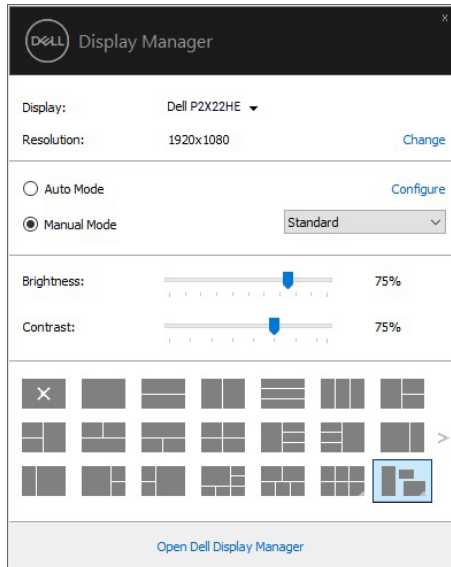 x
DELL Display Manager
Display: Dell P2X22HE
Resolution: 1920x1080 Change
Auto Mode Configure
Manual Mode Standard
Brightness: 75%
Contrast: 75%
Open Dell Display Manager